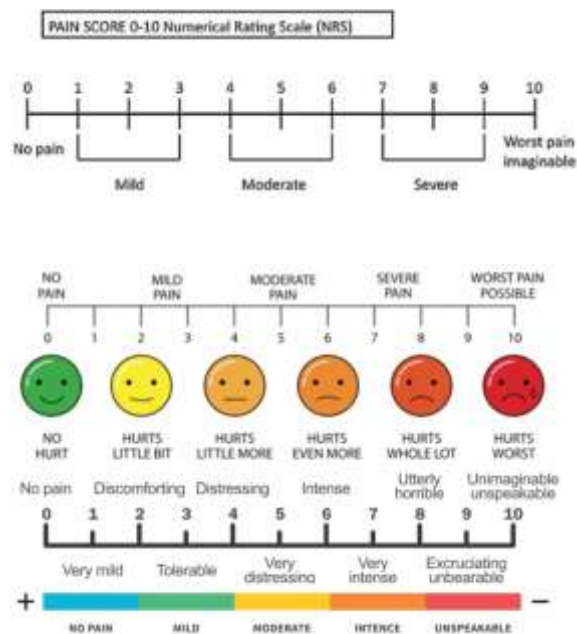 PAIN SCORE 0-10 Numerical Rating Scale (NRS)
0 1 2 3 4 5 6 7 8 9 10
No pain
Mild
Moderate
Severe
Worst pain
imaginable
NO
PAIN
MILD
PAIN
MODERATE
PAIN
SEVERE
PAIN
WORST PAIN
POSSIBLE
0 1 2 3 4 5 6 7 8 9 10
NO
HURT
HURTS
LITTLE BIT
HURTS
LITTLE MORE
HURTS
EVEN MORE
HURTS
WHOLE LOT
HURTS
WORST
No pain
Discomforting
Distressing
Intense
Utterly
horrible
Unimaginable
unspeakable
0 1 2 3 4 5 6 7 8 9 10
Very mild
Tolerable
Very
distressing
Very
intense
Excruciating
unbearable
+ −
NO PAIN MILD MODERATE INTENCE UNSPEAKABLE